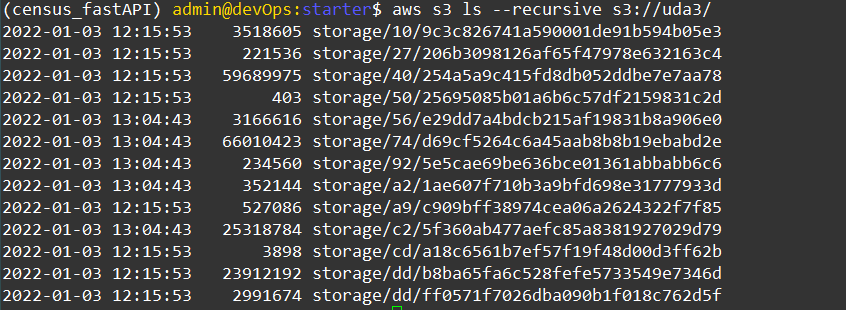 (census_fastAPI) admin@devOps:starter$ aws s3 ls --recursive s3://uda3/
2022-01-03 12:15:53    3518605 storage/10/9c3c826741a590001de91b594b05e3
2022-01-03 12:15:53     221536 storage/27/206b3098126af65f47978e632163c4
2022-01-03 12:15:53   59689975 storage/40/254a5a9c415fd8db052ddbe7e7aa78
2022-01-03 12:15:53        403 storage/50/25695085b01a6b6c57df2159831c2d
2022-01-03 13:04:43    3166616 storage/56/e29dd7a4bdcb215af19831b8a906e0
2022-01-03 13:04:43   66010423 storage/74/d69cf5264c6a45aab8b8b19ebabd2e
2022-01-03 13:04:43     234560 storage/92/5e5cae69be636bce01361abbabb6c6
2022-01-03 13:04:43     352144 storage/a2/1ae607f710b3a9bfd698e31777933d
2022-01-03 12:15:53     527086 storage/a9/c909bff38974cea06a2624322f7f85
2022-01-03 13:04:43   25318784 storage/c2/5f360ab477aefc85a8381927029d79
2022-01-03 12:15:53       3898 storage/cd/a18c6561b7ef57f19f48d00d3ff62b
2022-01-03 12:15:53   23912192 storage/dd/b8ba65fa6c528fefe5733549e7346d
2022-01-03 12:15:53    2991674 storage/dd/ff0571f7026dba090b1f018c762d5f